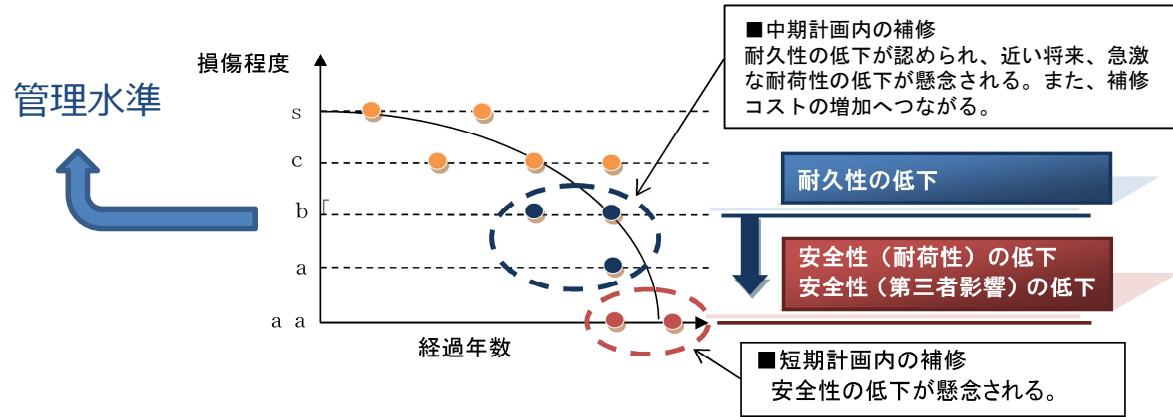 ■中期計画内の補修
耐久性の低下が認められ、近い将来、急激
な耐荷性の低下が懸念される。また、補修
コストの増加へつながる。
損傷程度
管理水準
s
c
b
a
a a
経過年数
耐久性の低下
安全性（耐荷性）の低下
安全性（第三者影響）の低下
■短期計画内の補修
安全性の低下が懸念される。